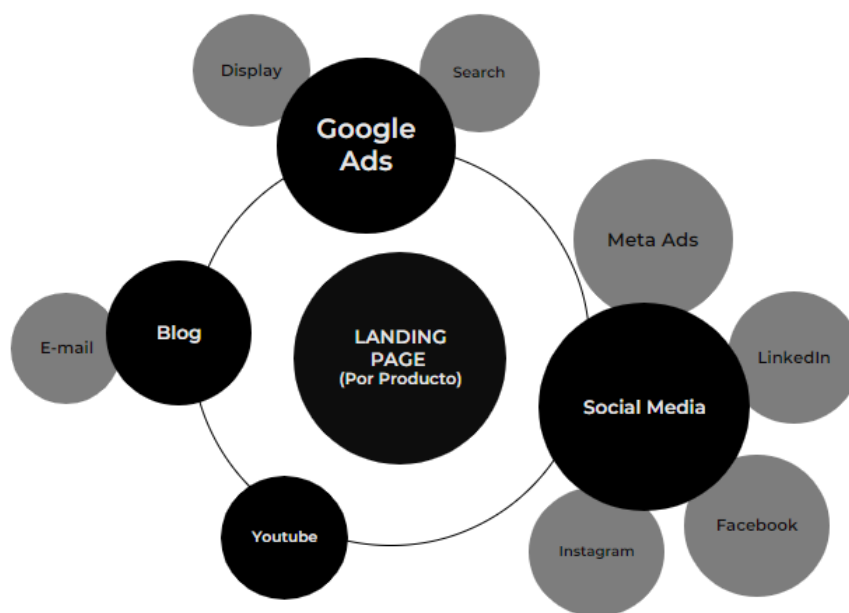 Display
Search
Google
Ads
Meta Ads
E-mail
Blog
LANDING
PAGE
(Por Producto)
LinkedIn
Social Media
Youtube
Instagram
Facebook